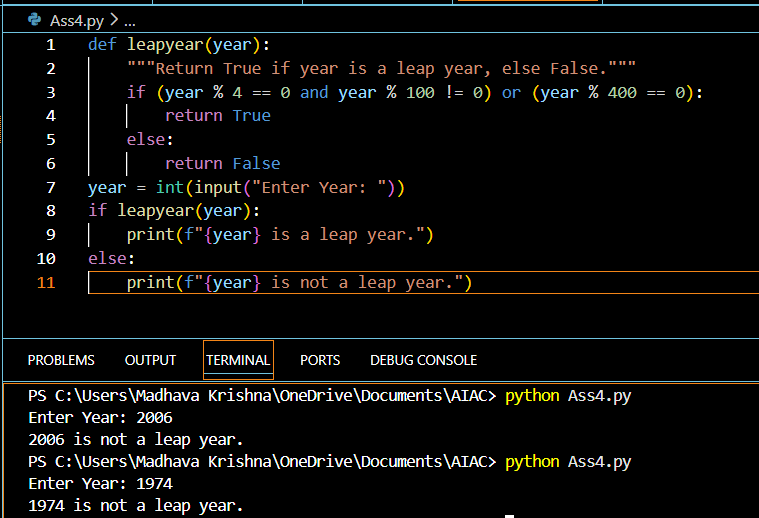 Ass4.py > ...
1 def leapyear(year):
2     """Return True if year is a leap year, else False."""
3     if (year % 4 == 0 and year % 100 != 0) or (year % 400 == 0):
4         return True
5     else:
6         return False
7 year = int(input("Enter Year: "))
8 if leapyear(year):
9     print(f"{year} is a leap year.")
10 else:
11     print(f"{year} is not a leap year.")
PROBLEMS OUTPUT TERMINAL PORTS DEBUG CONSOLE
PS C:\Users\Madhava Krishna\OneDrive\Documents\AIAC> python Ass4.py
Enter Year: 2006
2006 is not a leap year.
PS C:\Users\Madhava Krishna\OneDrive\Documents\AIAC> python Ass4.py
Enter Year: 1974
1974 is not a leap year.